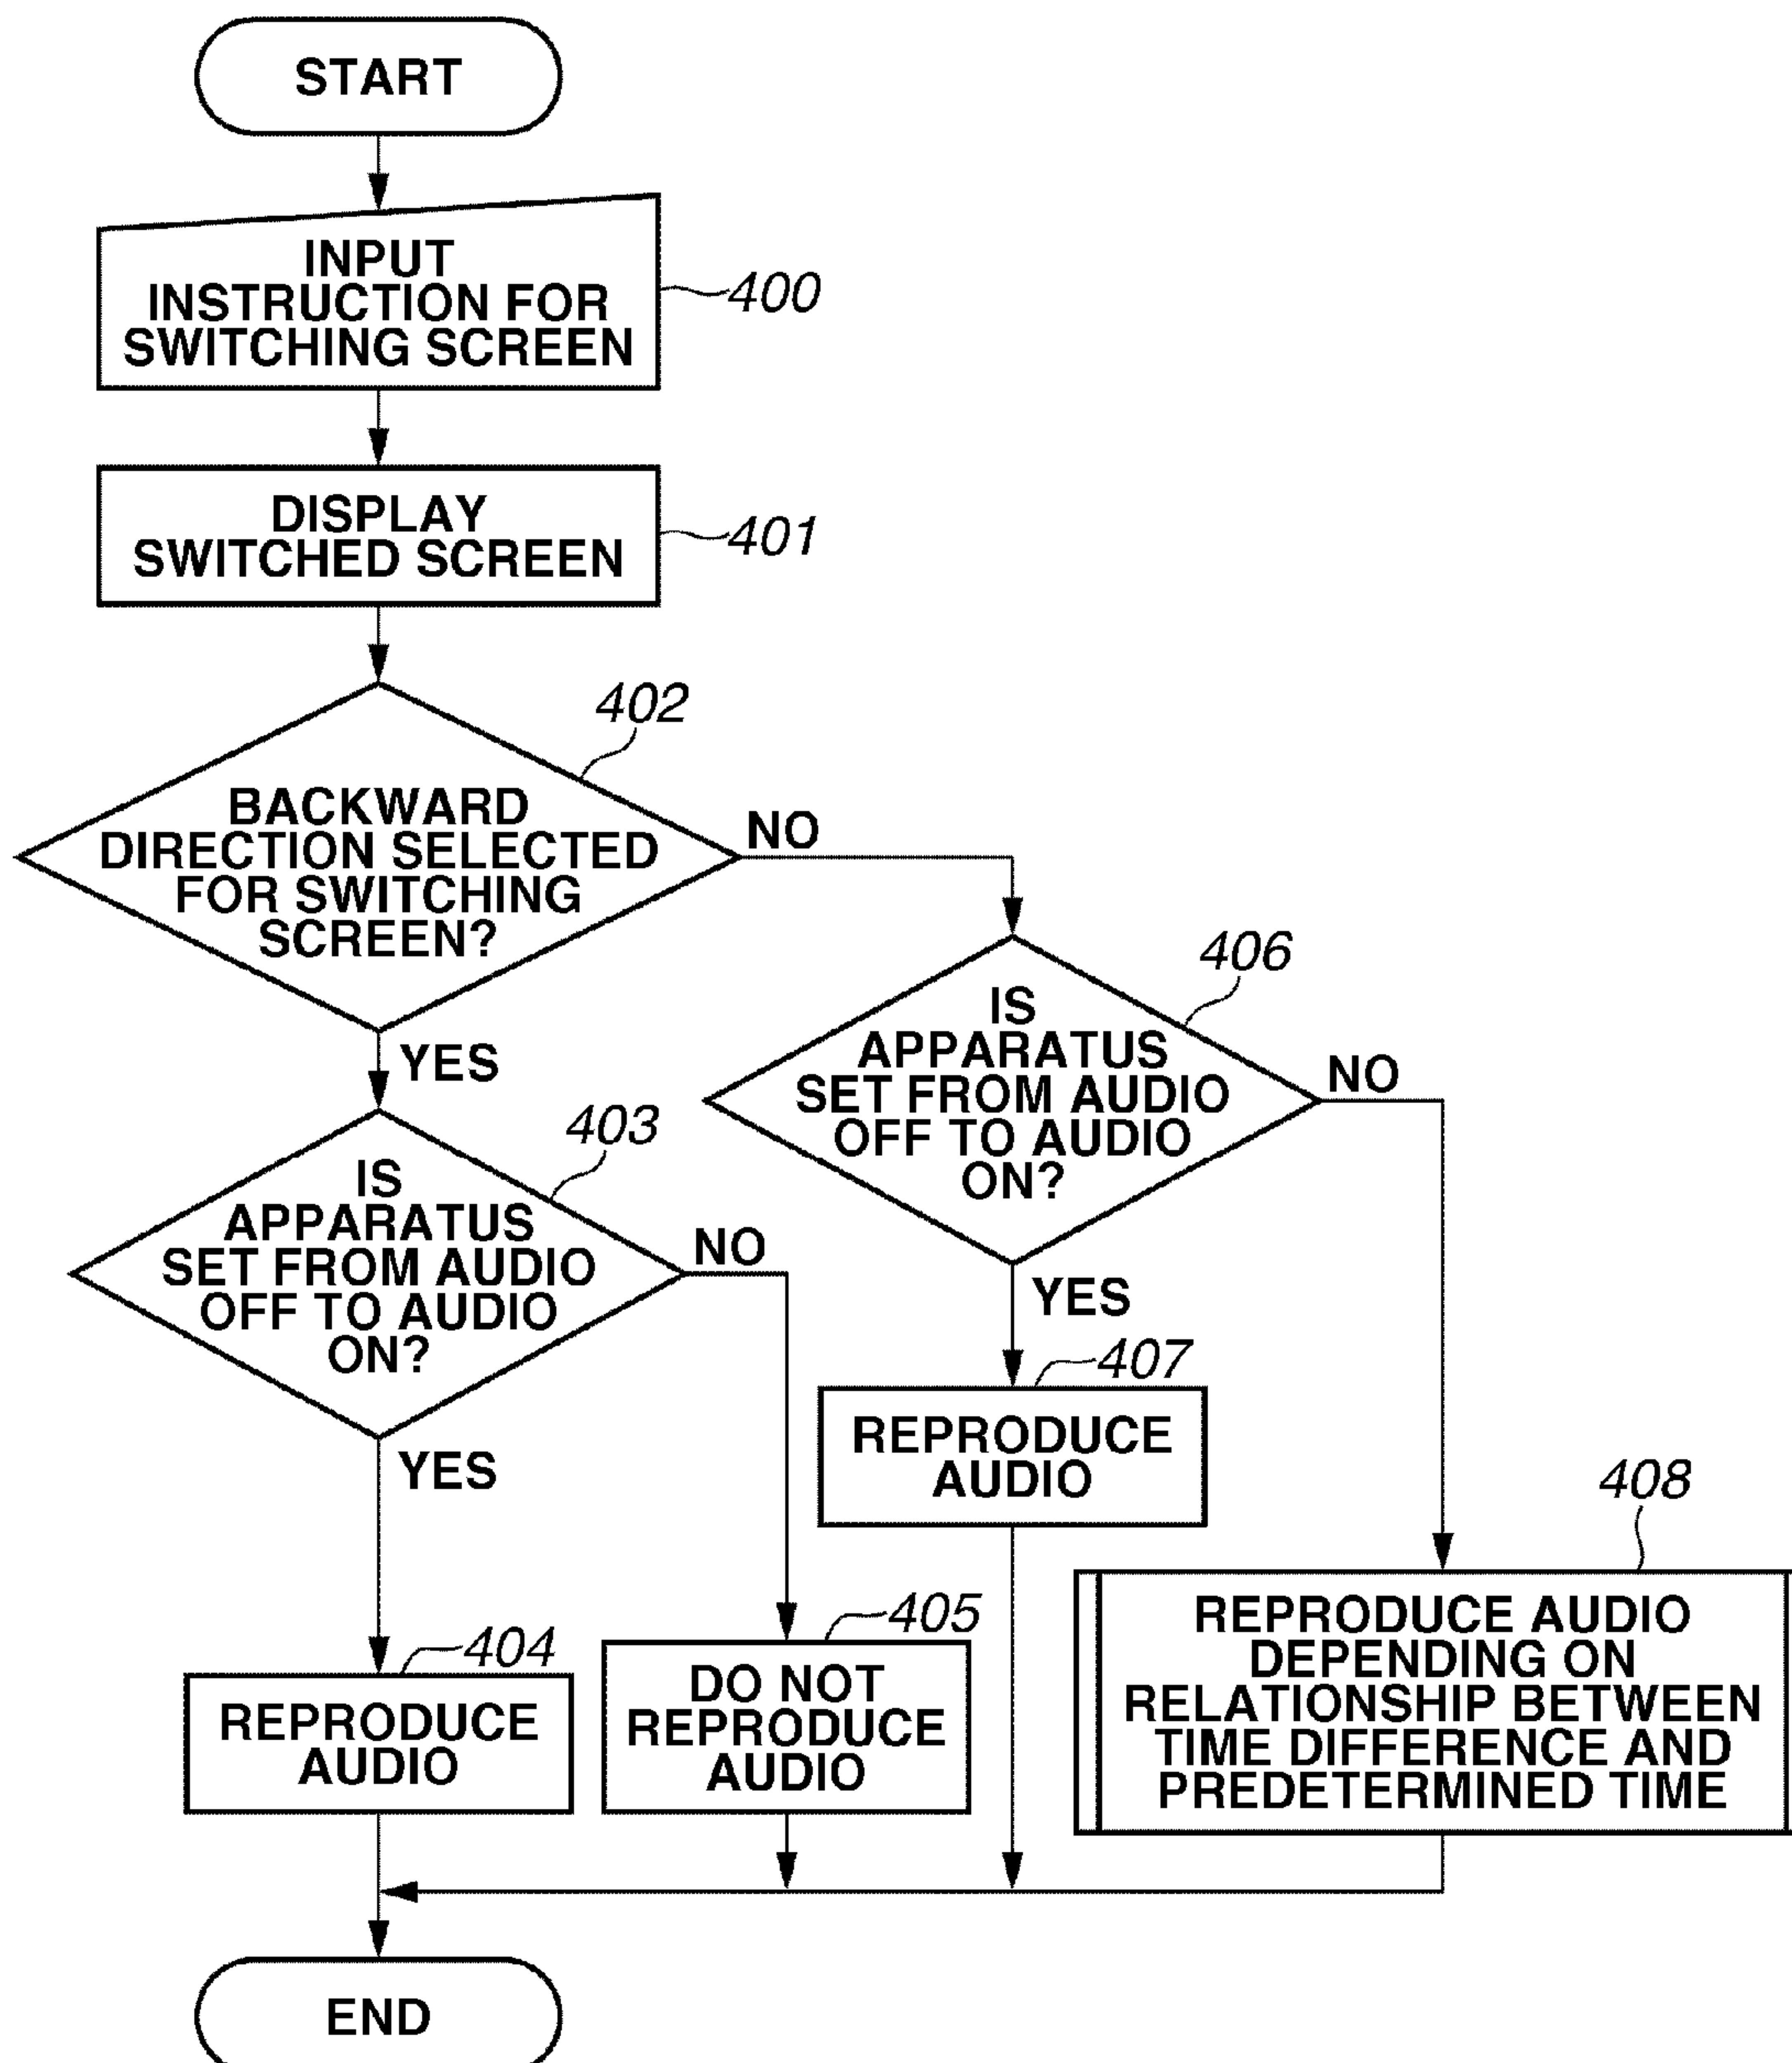 START
INPUT
INSTRUCTION FOR
SWITCHING SCREEN
400
DISPLAY
SWITCHED SCREEN
401
402
BACKWARD
DIRECTION SELECTED
FOR SWITCHING
SCREEN?
NO
YES
406
IS
APPARATUS
SET FROM AUDIO
OFF TO AUDIO
ON?
NO
YES
403
IS
APPARATUS
SET FROM AUDIO
OFF TO AUDIO
ON?
NO
YES
407
REPRODUCE
AUDIO
408
REPRODUCE AUDIO
DEPENDING ON
RELATIONSHIP BETWEEN
TIME DIFFERENCE AND
PREDETERMINED TIME
405
DO NOT
REPRODUCE
AUDIO
404
REPRODUCE
AUDIO
END